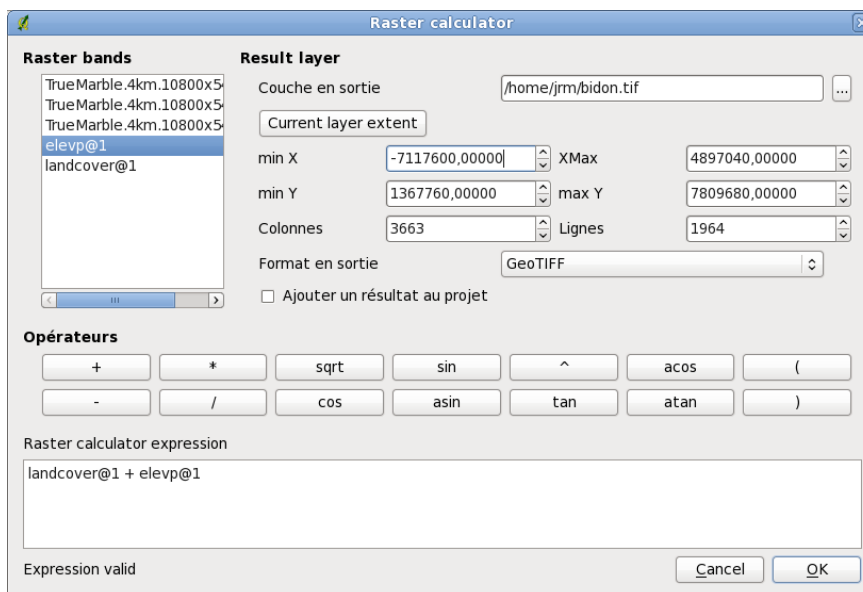 Raster calculator
Raster bands
TrueMarble.4km.10800x54
TrueMarble.4km.10800x54
TrueMarble.4km.10800x54
elevp@1
landcover@1
Result layer
Couche en sortie /home/jrm/bidon.tif ...
Current layer extent
min X -7117600,00000 XMax 4897040,00000
min Y 1367760,00000 max Y 7809680,00000
Colonnes 3663 Lignes 1964
Format en sortie GeoTIFF
Ajouter un résultat au projet
Opérateurs
+ * sqrt sin ^ acos (
- / cos asin tan atan )
Raster calculator expression
landcover@1 + elevp@1
Expression valid
Cancel OK